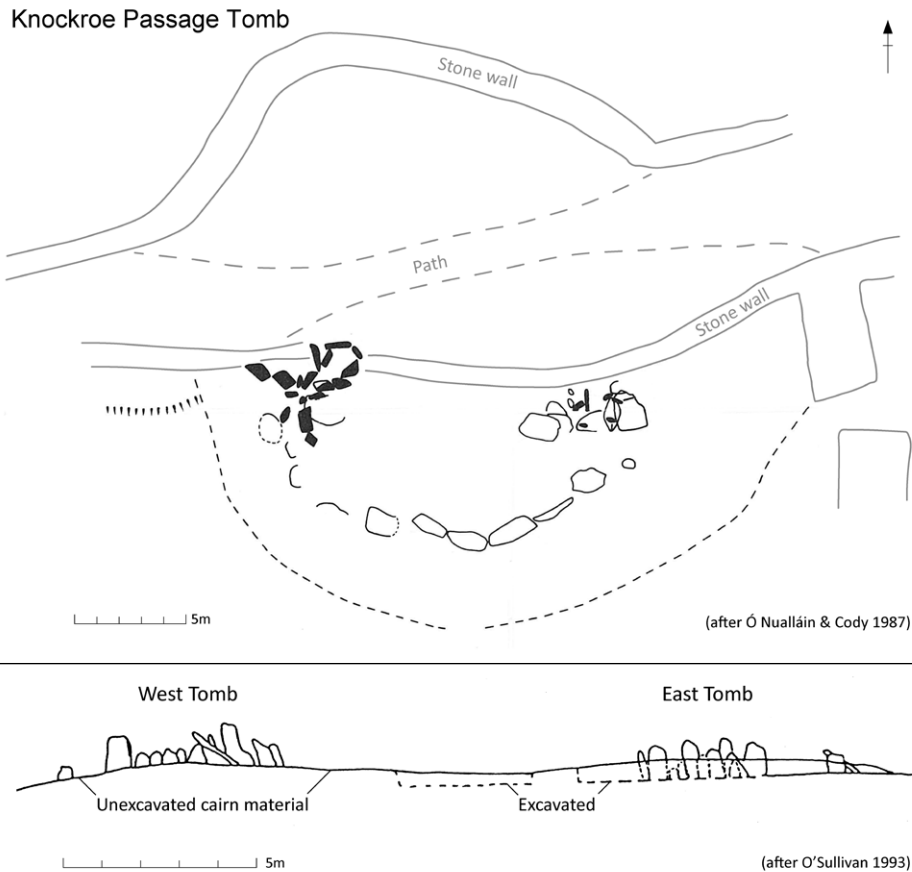 Knockroe Passage Tomb
Stone wall
Path
Stone wall
5m
(after Ó Nualláin & Cody 1987)
West Tomb
East Tomb
Unexcavated cairn material
Excavated
5m
(after O'Sullivan 1993)